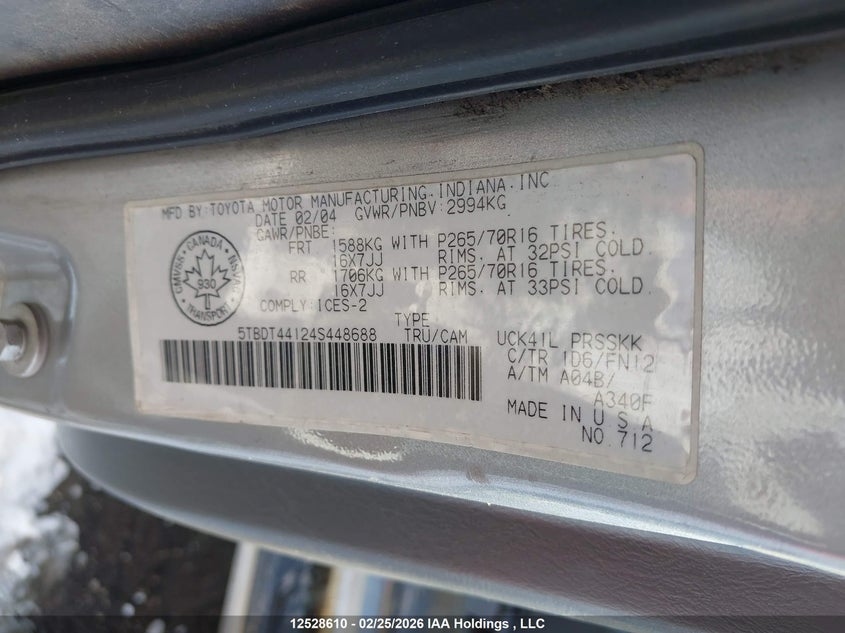 MFD BY:TOYOTA MOTOR MANUFACTURING.INDIANA.INC
DATE 02/04 GVWR/PNBV:2994KG
GAWR/PNBE:
FRT 1588KG WITH P265/70R16 TIRES.
16X7JJ RIMS. AT 32PSI COLD.
RR 1706KG WITH P265/70R16 TIRES.
16X7JJ RIMS. AT 33PSI COLD.
COMPLY:ICES-2
CANADA
930
TRANSPORT
TYPE
5TBDT44124S448688 TRU/CAM UCK41L PRSSKK
C/TR 1D6/FN12
A/TM A04B/
A340F
MADE IN U S A
NO.712
12528610 - 02/25/2026 IAA Holdings , LLC